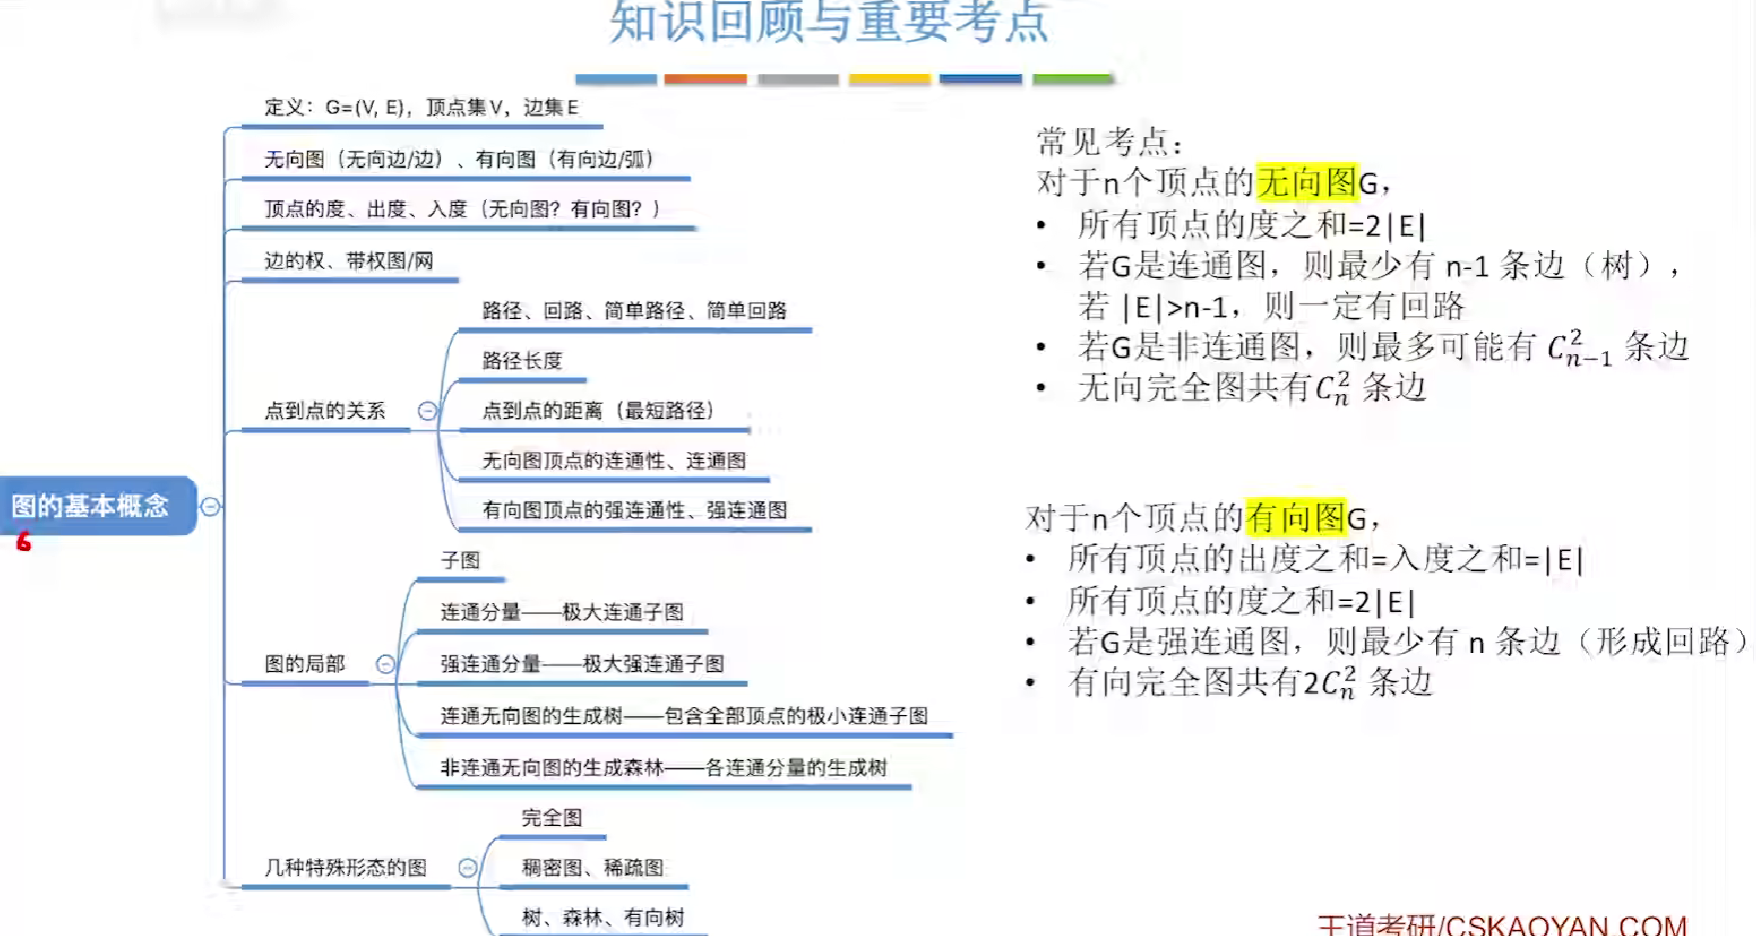 知识回顾与重要考点
定义：G=(V, E)，顶点集 V，边集 E
无向图（无向边/边）、有向图（有向边/弧）
顶点的度、出度、入度（无向图？有向图？）
边的权、带权图/网
点到点的关系
路径、回路、简单路径、简单回路
路径长度
点到点的距离（最短路径）
无向图顶点的连通性、连通图
有向图顶点的强连通性、强连通图
图的基本概念
6
图的局部
子图
连通分量——极大连通子图
强连通分量——极大强连通子图
连通无向图的生成树——包含全部顶点的极小连通子图
非连通无向图的生成森林——各连通分量的生成树
几种特殊形态的图
完全图
稠密图、稀疏图
树、森林、有向树
常见考点：
对于n个顶点的无向图G，
• 所有顶点的度之和=2|E|
• 若G是连通图，则最少有 n-1 条边（树），
若 |E|>n-1，则一定有回路
• 若G是非连通图，则最多可能有 $C_{n-1}^2$ 条边
• 无向完全图共有$C_n^2$ 条边
对于n个顶点的有向图G，
• 所有顶点的出度之和=入度之和=|E|
• 所有顶点的度之和=2|E|
• 若G是强连通图，则最少有 n 条边（形成回路）
• 有向完全图共有2$C_n^2$ 条边
王道考研/CSKAOYAN.COM